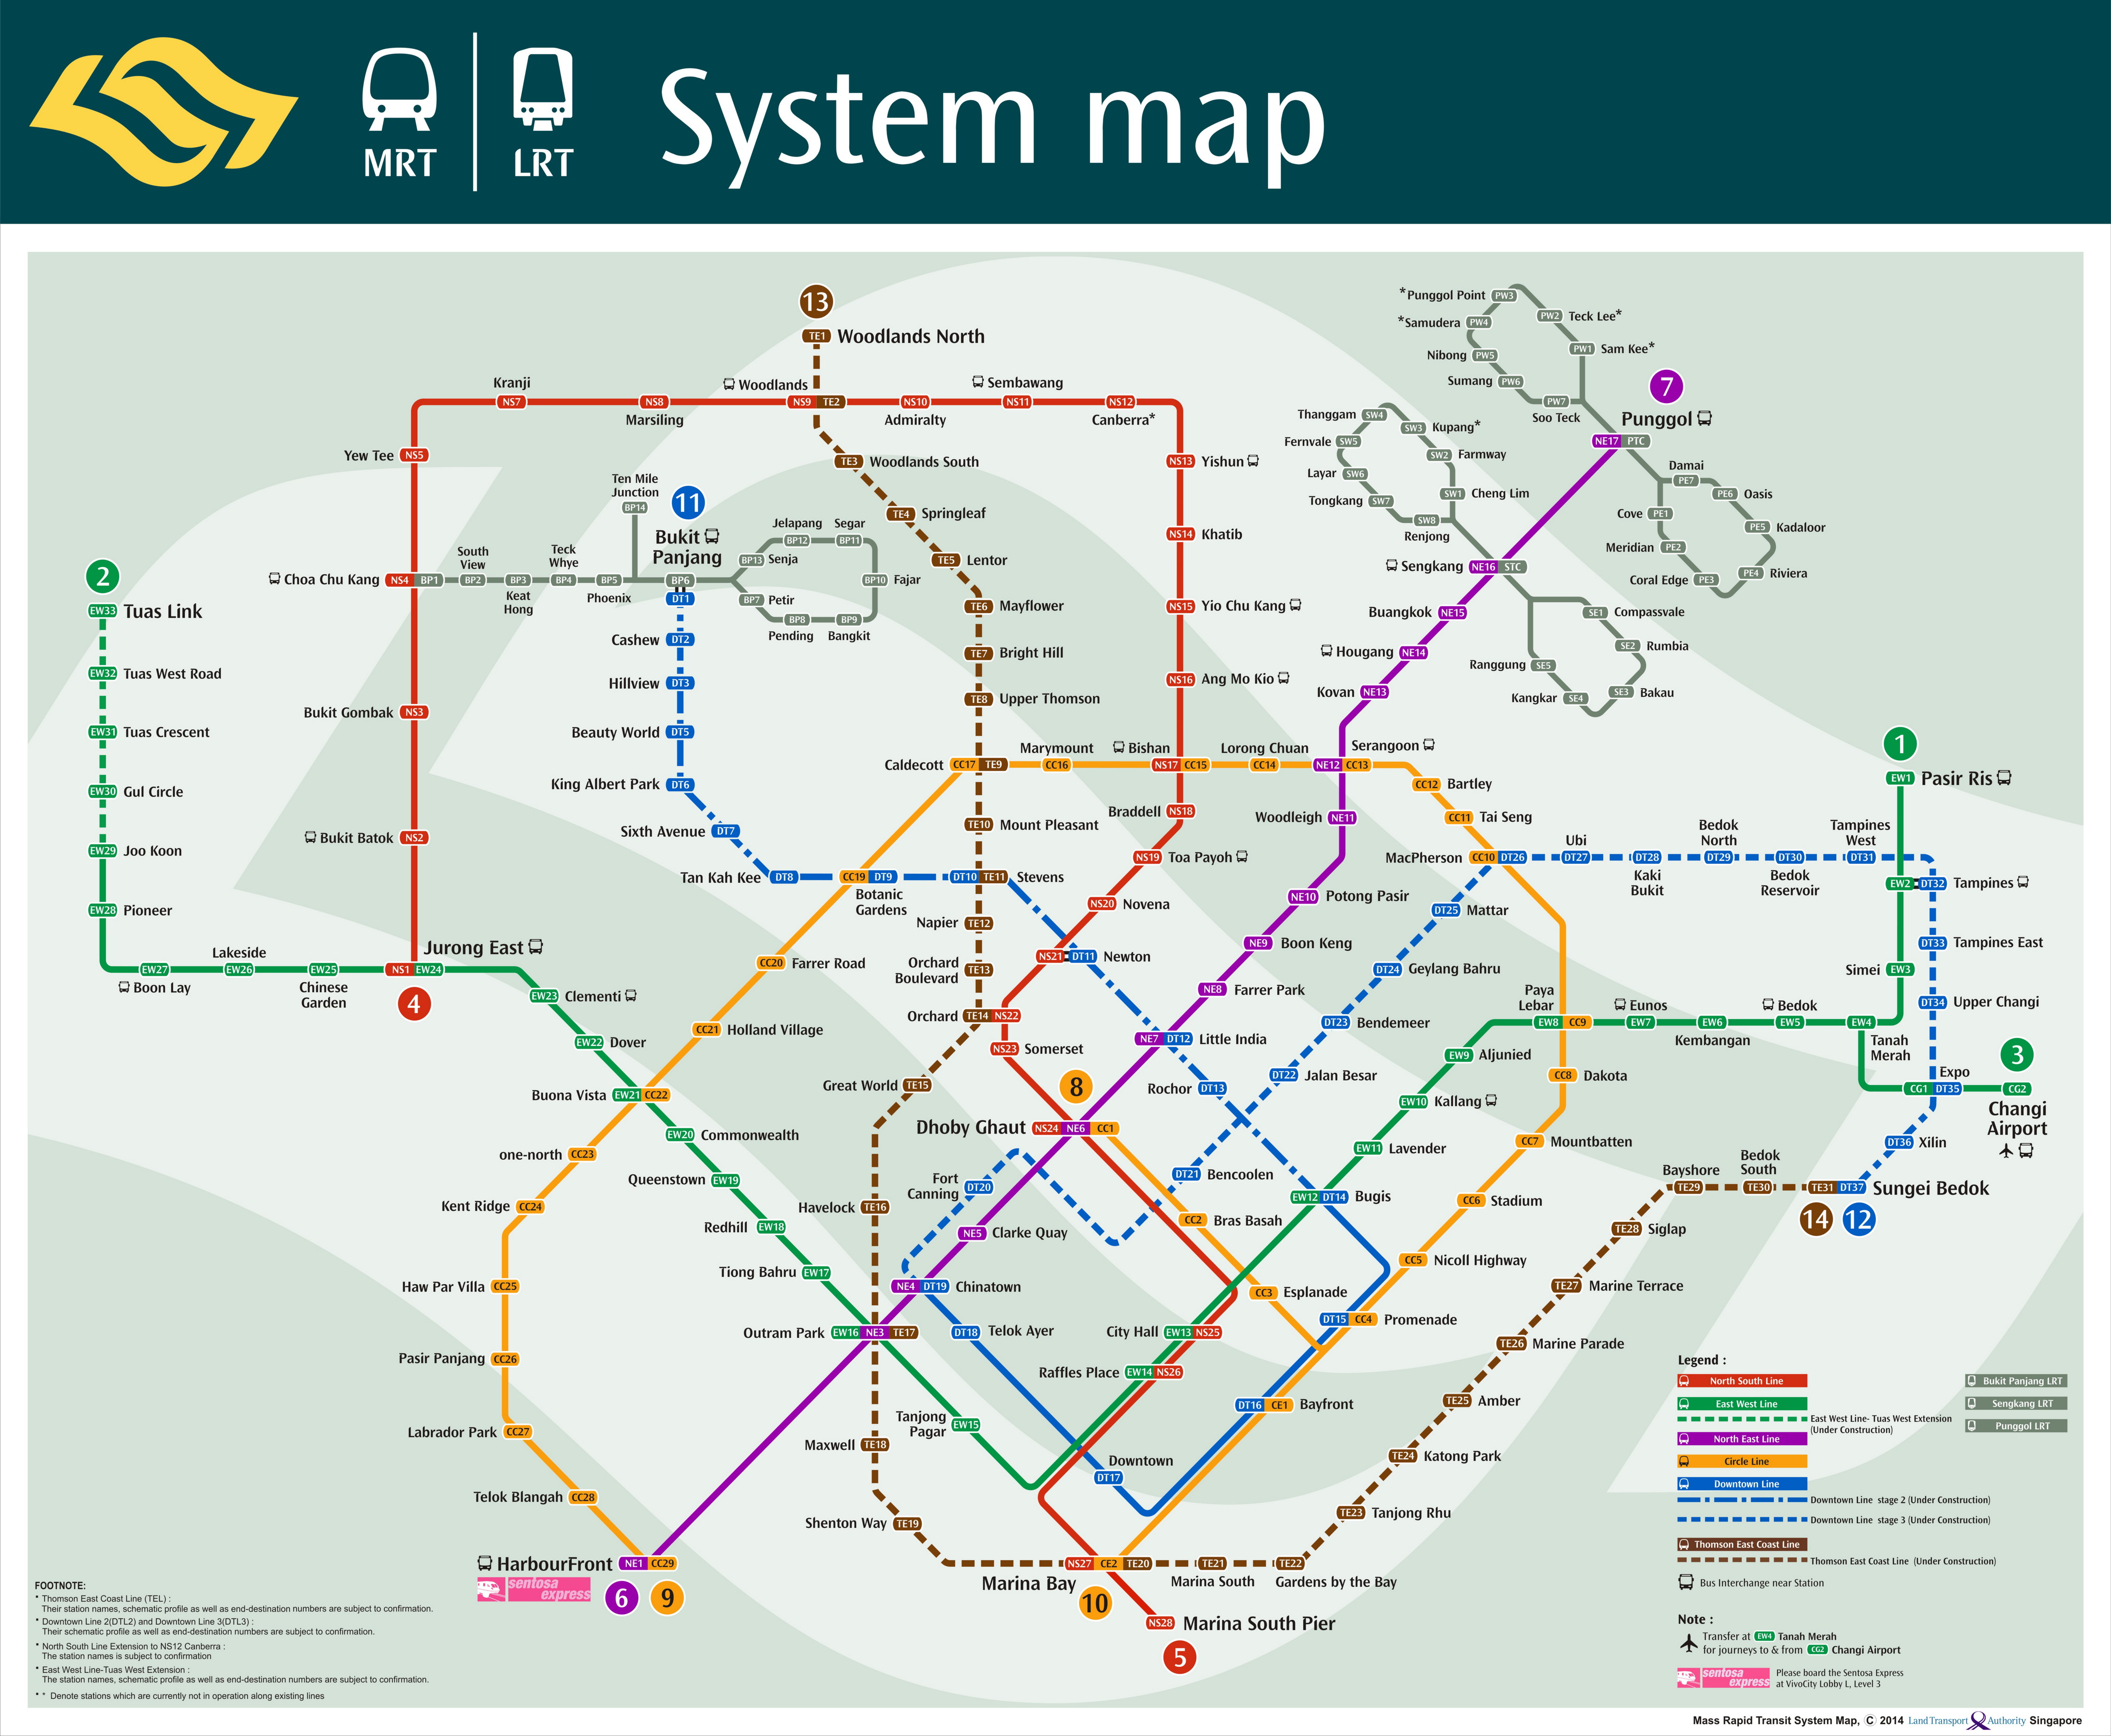 MRT
LRT
System map
13
TE1 Woodlands North
Kranji
NS7
NS8
Marsiling
Woodlands
NS9 TE2
NS10
Admiralty
Sembawang
NS11
NS12
Canberra*
Yew Tee NS5
TE3 Woodlands South
NS13 Yishun
TE4 Springleaf
NS14 Khatib
TE5 Lentor
TE6 Mayflower
NS15 Yio Chu Kang
TE7 Bright Hill
TE8 Upper Thomson
NS16 Ang Mo Kio
Ten Mile
Junction
BP14
11
Bukit
Panjang
BP6
DT1
Jelapang
BP12
Segar
BP11
BP13 Senja
BP10 Fajar
BP7 Petir
BP8
Pending
BP9
Bangkit
Choa Chu Kang NS4 BP1
South
View
BP2
BP3
Keat
Hong
Teck
Whye
BP4
BP5
Phoenix
Cashew DT2
Hillview DT3
Beauty World DT5
King Albert Park DT6
Sixth Avenue DT7
Tan Kah Kee DT8
2
EW33 Tuas Link
EW32 Tuas West Road
EW31 Tuas Crescent
EW30 Gul Circle
EW29 Joo Koon
EW28 Pioneer
EW27
Boon Lay
Lakeside
EW26
EW25
Chinese
Garden
Jurong East
NS1 EW24
4
Bukit Gombak NS3
Bukit Batok NS2
EW23 Clementi
EW22 Dover
Buona Vista EW21 CC22
EW20 Commonwealth
Queenstown EW19
Redhill EW18
Tiong Bahru EW17
Outram Park EW16 NE3 TE17
Tanjong
Pagar
EW15
*Punggol Point PW3
PW2 Teck Lee*
*Samudera PW4
PW1 Sam Kee*
Nibong PW5
Sumang PW6
PW7
Soo Teck
7
Punggol
NE17 PTC
Thanggam SW4
SW3 Kupang*
Fernvale SW5
SW2 Farmway
Layar SW6
SW1 Cheng Lim
Tongkang SW7
SW8
Renjong
Damai
PE7
PE6 Oasis
Cove PE1
PE5 Kadaloor
Meridian PE2
PE4 Riviera
Coral Edge PE3
Sengkang NE16 STC
Buangkok NE15
Hougang NE14
Kovan NE13
SE1 Compassvale
SE2 Rumbia
Ranggung SE5
Kangkar SE4
SE3 Bakau
Caldecott CC17 TE9
Marymount
CC16
Bishan
NS17 CC15
Lorong Chuan
CC14
Serangoon
NE12 CC13
CC12 Bartley
CC11 Tai Seng
MacPherson CC10 DT26
Ubi
DT27
DT28
Kaki
Bukit
Bedok
North
DT29
DT30
Bedok
Reservoir
Tampines
West
DT31
1
EW1 Pasir Ris
EW2 DT32 Tampines
DT33 Tampines East
Simei EW3
DT34 Upper Changi
TE10 Mount Pleasant
Braddell NS18
NS19 Toa Payoh
NS20 Novena
Woodleigh NE11
NE10 Potong Pasir
NE9 Boon Keng
NE8 Farrer Park
DT25 Mattar
DT24 Geylang Bahru
DT23 Bendemeer
DT22 Jalan Besar
CC19 DT9
Botanic
Gardens
DT10 TE11 Stevens
Napier TE12
NS21 DT11 Newton
Orchard
Boulevard
TE13
CC20 Farrer Road
CC21 Holland Village
Orchard TE14 NS22
NS23 Somerset
NE7 DT12 Little India
Rochor DT13
Great World TE15
8
Dhoby Ghaut NS24 NE6 CC1
Paya
Lebar
EW8 CC9
Eunos
EW7
EW6
Kembangan
Bedok
EW5
EW4
Tanah
Merah
EW9 Aljunied
EW10 Kallang
EW11 Lavender
CC8 Dakota
CC7 Mountbatten
CC6 Stadium
CC5 Nicoll Highway
3
Expo
CG1 DT35
CG2
Changi
Airport
DT36 Xilin
Bayshore
TE29
Bedok
South
TE30
TE31 DT37 Sungei Bedok
14
12
TE28 Siglap
TE27 Marine Terrace
TE26 Marine Parade
TE25 Amber
TE24 Katong Park
TE23 Tanjong Rhu
one-north CC23
Kent Ridge CC24
Haw Par Villa CC25
Pasir Panjang CC26
Labrador Park CC27
Telok Blangah CC28
HarbourFront NE1 CC29
sentosa
express
6
9
Havelock TE16
Fort
Canning
DT20
DT21 Bencoolen
EW12 DT14 Bugis
NE5 Clarke Quay
CC2 Bras Basah
NE4 DT19 Chinatown
CC3 Esplanade
DT18 Telok Ayer
City Hall EW13 NS25
DT15 CC4 Promenade
Raffles Place EW14 NS26
DT16 CE1 Bayfront
Maxwell TE18
Downtown
DT17
Shenton Way TE19
NS27 CE2 TE20
Marina Bay
10
TE21
Marina South
TE22
Gardens by the Bay
NS28 Marina South Pier
5
Legend :
North South Line
East West Line
East West Line- Tuas West Extension
(Under Construction)
North East Line
Circle Line
Downtown Line
Downtown Line stage 2 (Under Construction)
Downtown Line stage 3 (Under Construction)
Thomson East Coast Line
Thomson East Coast Line (Under Construction)
Bus Interchange near Station
Bukit Panjang LRT
Sengkang LRT
Punggol LRT
Note :
Transfer at EW4 Tanah Merah
for journeys to & from CG2 Changi Airport
sentosa
express
Please board the Sentosa Express
at VivoCity Lobby L, Level 3
FOOTNOTE:
* Thomson East Coast Line (TEL) :
Their station names, schematic profile as well as end-destination numbers are subject to confirmation.
* Downtown Line 2(DTL2) and Downtown Line 3(DTL3) :
Their schematic profile as well as end-destination numbers are subject to confirmation.
* North South Line Extension to NS12 Canberra :
The station names is subject to confirmation
* East West Line-Tuas West Extension :
The station names, schematic profile as well as end-destination numbers are subject to confirmation.
* * Denote stations which are currently not in operation along existing lines
Mass Rapid Transit System Map, © 2014 Land Transport Authority Singapore